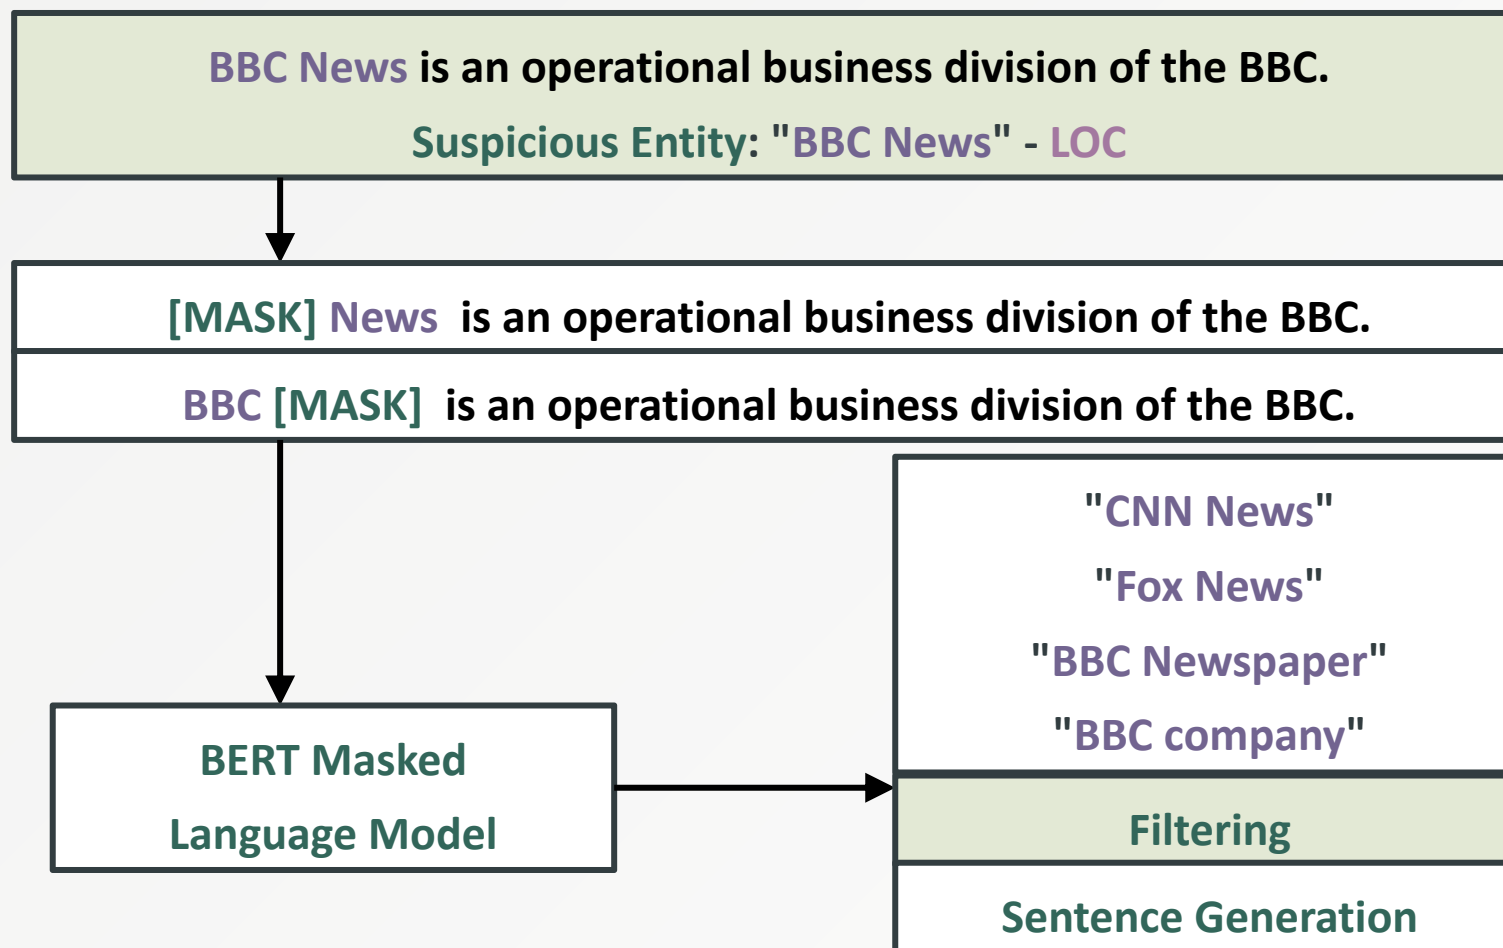 BBC News is an operational business division of the BBC.
Suspicious Entity: "BBC News" - LOC
[MASK] News is an operational business division of the BBC.
BBC [MASK] is an operational business division of the BBC.
"CNN News"
"Fox News"
"BBC Newspaper"
"BBC company"
BERT Masked
Language Model
Filtering
Sentence Generation